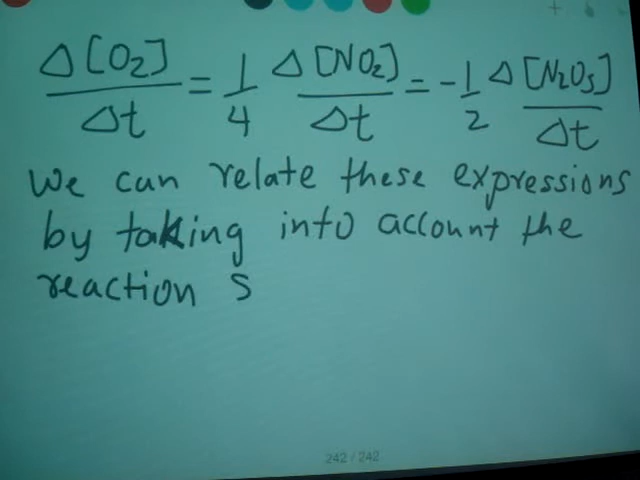 Δ[O₂]/Δt = 1/4 Δ[NO₂]/Δt = -1/2 Δ[N₂O₅]/Δt
We can relate these expressions
by taking into account the
reaction s
242 / 242